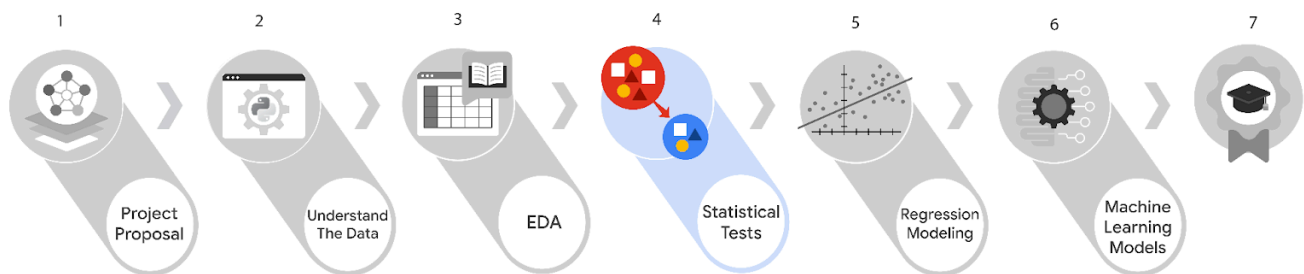 1
2
3
4
5
6
7
Project
Proposal
Understand
The Data
EDA
Statistical
Tests
Regression
Modeling
Machine
Learning
Models